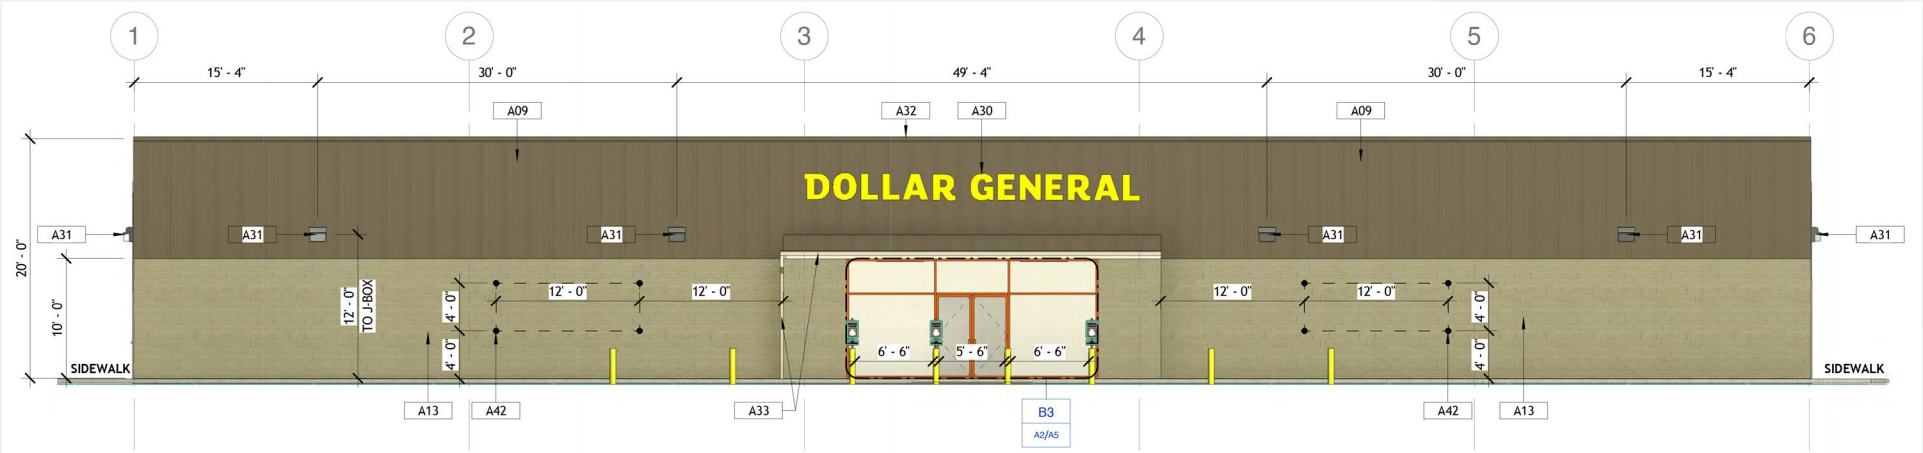 1 2 3 4 5 6
15' - 4" 30' - 0" 49' - 4" 30' - 0" 15' - 4"
A09 A32 A30 A09
DOLLAR GENERAL
A31 A31 A31 A31 A31 A31
20' - 0"
10' - 0"
12' - 0"
TO J-BOX
4' - 0"
4' - 0"
12' - 0" 12' - 0" 12' - 0" 12' - 0"
4' - 0"
4' - 0"
6' - 6" 5' - 6" 6' - 6"
SIDEWALK SIDEWALK
A13 A42 A33 B3 A42 A13
A2/A5